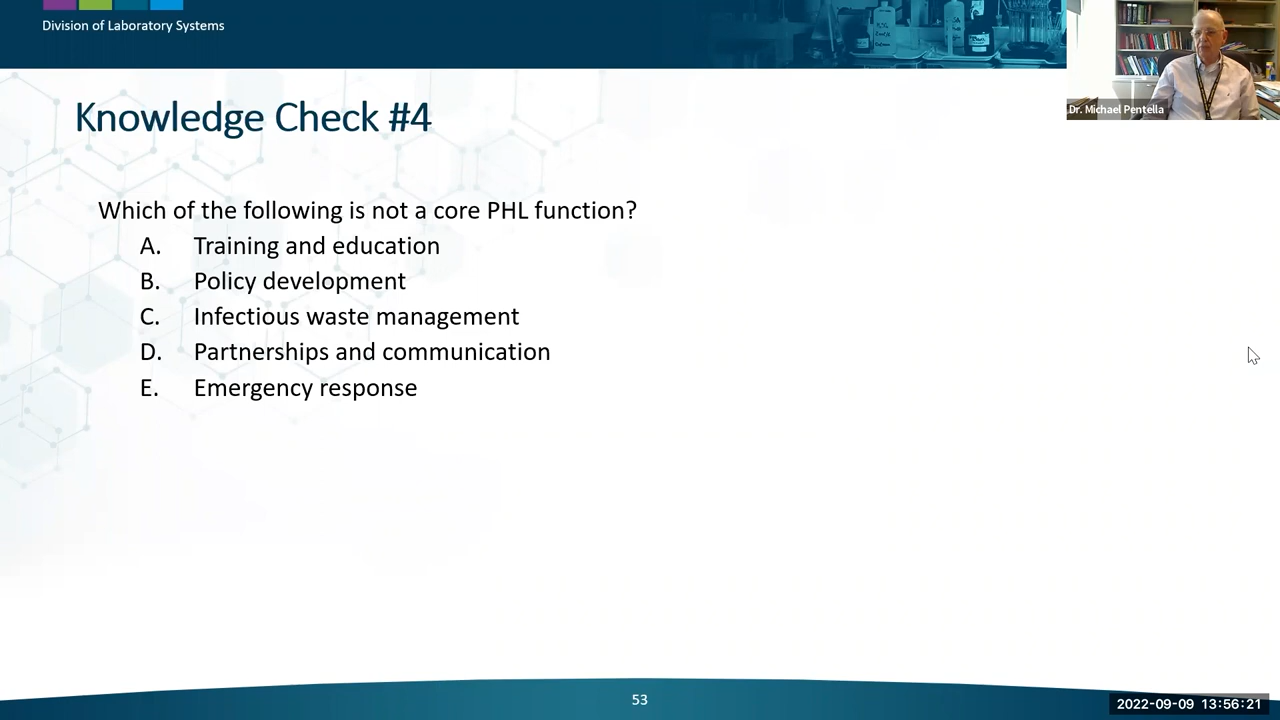 Division of Laboratory Systems
Dr. Michael Pentella
Knowledge Check #4
Which of the following is not a core PHL function?
A. Training and education
B. Policy development
C. Infectious waste management
D. Partnerships and communication
E. Emergency response
53
2022-09-09 13:56:21